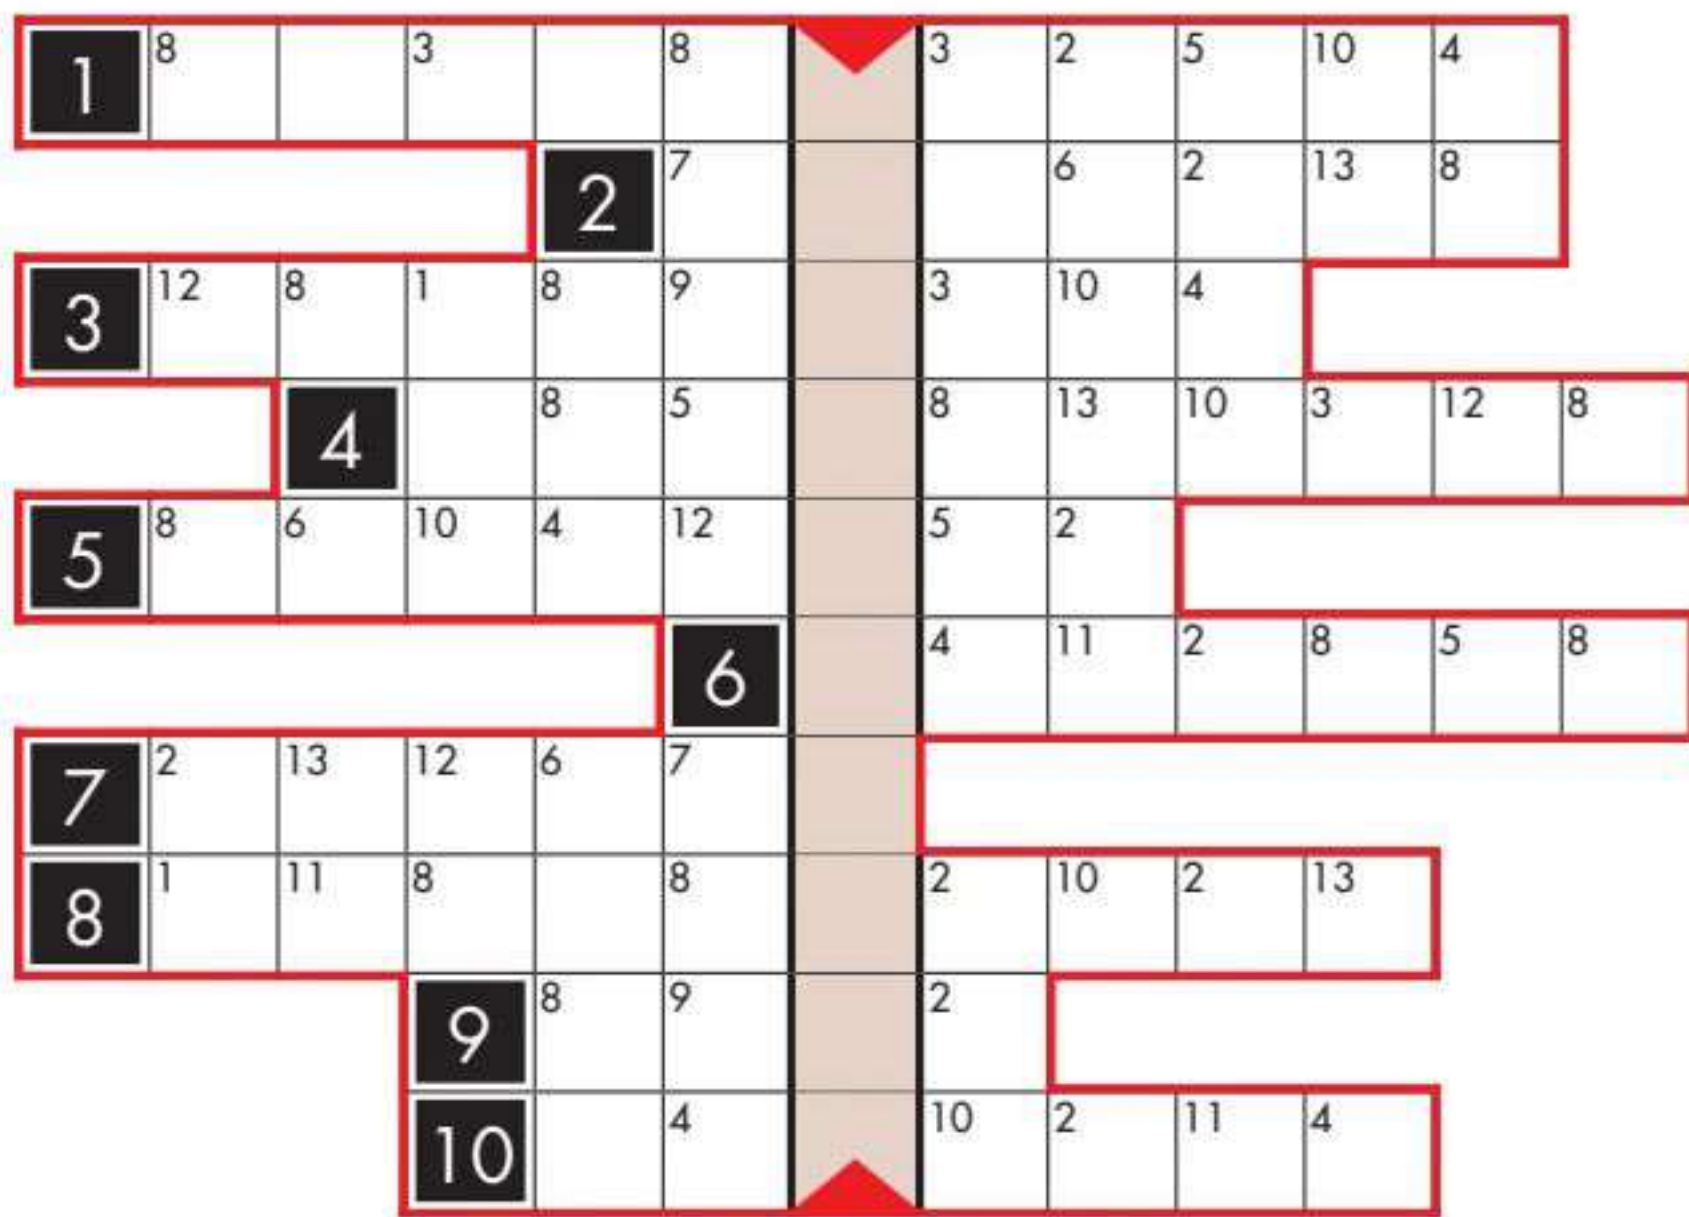 1 8 3 8 3 2 5 10 4
2 7 6 2 13 8
3 12 8 1 8 9 3 10 4
4 8 5 8 13 10 3 12 8
5 8 6 10 4 12 5 2
6 4 11 2 8 5 8
7 2 13 12 6 7
8 1 11 8 8 2 10 2 13
9 8 9 2
10 4 10 2 11 4